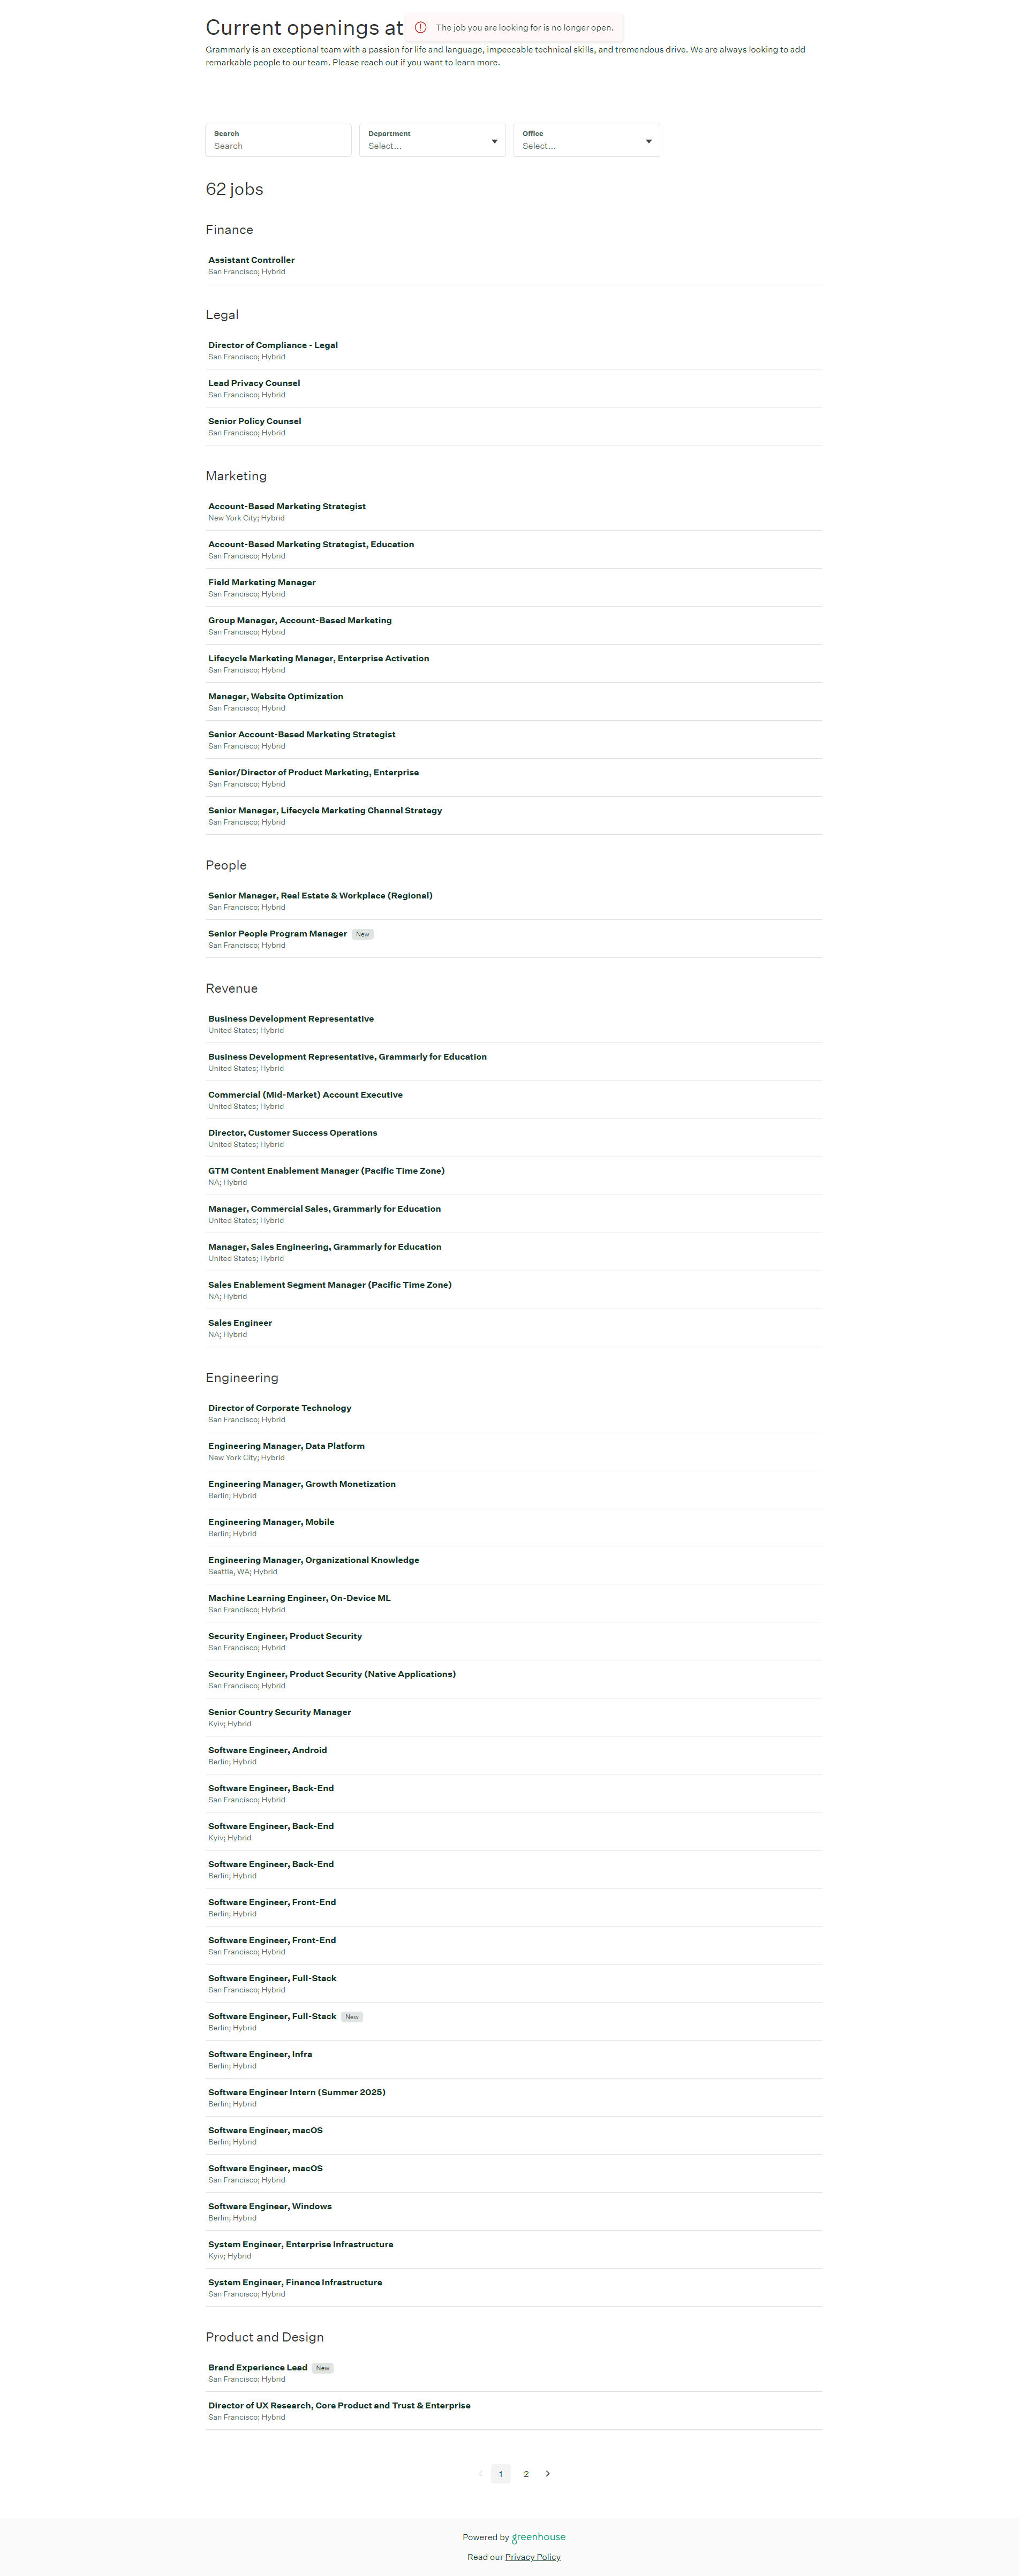 Current openings at
The job you are looking for is no longer open.
Grammarly is an exceptional team with a passion for life and language, impeccable technical skills, and tremendous drive. We are always looking to add
remarkable people to our team. Please reach out if you want to learn more.
Search
Search
Department
Select...
Office
Select...
62 jobs
Finance
Assistant Controller
San Francisco; Hybrid
Legal
Director of Compliance - Legal
San Francisco; Hybrid
Lead Privacy Counsel
San Francisco; Hybrid
Senior Policy Counsel
San Francisco; Hybrid
Marketing
Account-Based Marketing Strategist
New York City; Hybrid
Account-Based Marketing Strategist, Education
San Francisco; Hybrid
Field Marketing Manager
San Francisco; Hybrid
Group Manager, Account-Based Marketing
San Francisco; Hybrid
Lifecycle Marketing Manager, Enterprise Activation
San Francisco; Hybrid
Manager, Website Optimization
San Francisco; Hybrid
Senior Account-Based Marketing Strategist
San Francisco; Hybrid
Senior/Director of Product Marketing, Enterprise
San Francisco; Hybrid
Senior Manager, Lifecycle Marketing Channel Strategy
San Francisco; Hybrid
People
Senior Manager, Real Estate & Workplace (Regional)
San Francisco; Hybrid
Senior People Program Manager New
San Francisco; Hybrid
Revenue
Business Development Representative
United States; Hybrid
Business Development Representative, Grammarly for Education
United States; Hybrid
Commercial (Mid-Market) Account Executive
United States; Hybrid
Director, Customer Success Operations
United States; Hybrid
GTM Content Enablement Manager (Pacific Time Zone)
NA; Hybrid
Manager, Commercial Sales, Grammarly for Education
United States; Hybrid
Manager, Sales Engineering, Grammarly for Education
United States; Hybrid
Sales Enablement Segment Manager (Pacific Time Zone)
NA; Hybrid
Sales Engineer
NA; Hybrid
Engineering
Director of Corporate Technology
San Francisco; Hybrid
Engineering Manager, Data Platform
New York City; Hybrid
Engineering Manager, Growth Monetization
Berlin; Hybrid
Engineering Manager, Mobile
Berlin; Hybrid
Engineering Manager, Organizational Knowledge
Seattle, WA; Hybrid
Machine Learning Engineer, On-Device ML
San Francisco; Hybrid
Security Engineer, Product Security
San Francisco; Hybrid
Security Engineer, Product Security (Native Applications)
San Francisco; Hybrid
Senior Country Security Manager
Kyiv; Hybrid
Software Engineer, Android
Berlin; Hybrid
Software Engineer, Back-End
San Francisco; Hybrid
Software Engineer, Back-End
Kyiv; Hybrid
Software Engineer, Back-End
Berlin; Hybrid
Software Engineer, Front-End
Berlin; Hybrid
Software Engineer, Front-End
San Francisco; Hybrid
Software Engineer, Full-Stack
San Francisco; Hybrid
Software Engineer, Full-Stack New
Berlin; Hybrid
Software Engineer, Infra
Berlin; Hybrid
Software Engineer Intern (Summer 2025)
Berlin; Hybrid
Software Engineer, macOS
Berlin; Hybrid
Software Engineer, macOS
San Francisco; Hybrid
Software Engineer, Windows
Berlin; Hybrid
System Engineer, Enterprise Infrastructure
Kyiv; Hybrid
System Engineer, Finance Infrastructure
San Francisco; Hybrid
Product and Design
Brand Experience Lead New
San Francisco; Hybrid
Director of UX Research, Core Product and Trust & Enterprise
San Francisco; Hybrid
1 2
Powered by greenhouse
Read our Privacy Policy